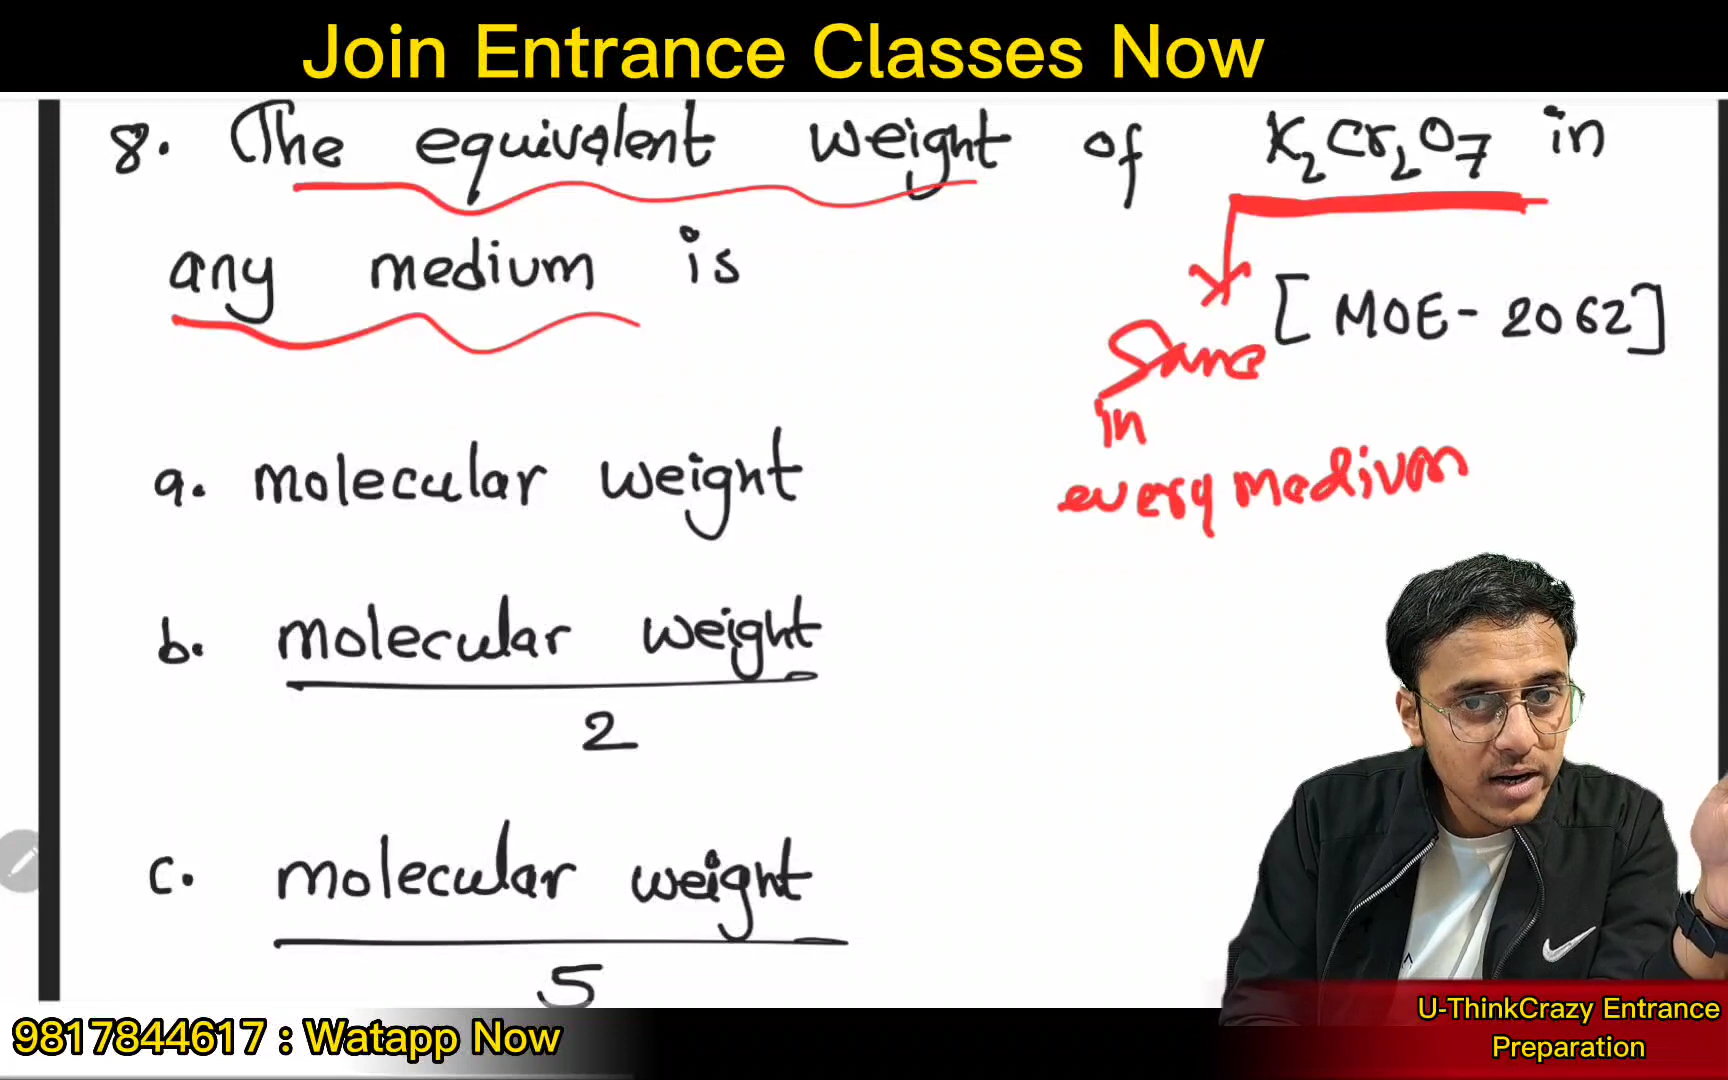 Join Entrance Classes Now
8. The equivalent weight of K₂Cr₂O₇ in
any medium is
[MOE - 2062]
Same
in
every medium
a. molecular weight
b. molecular weight
2
c. molecular weight
5
9817844617 : Watapp Now
U-ThinkCrazy Entrance
Preparation